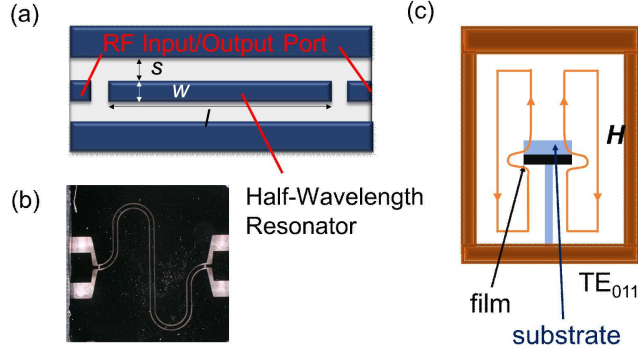 (a)
RF Input/Output Port
s
w
l
Half-Wavelength
Resonator
(b)
(c)
H
film
TE011
substrate